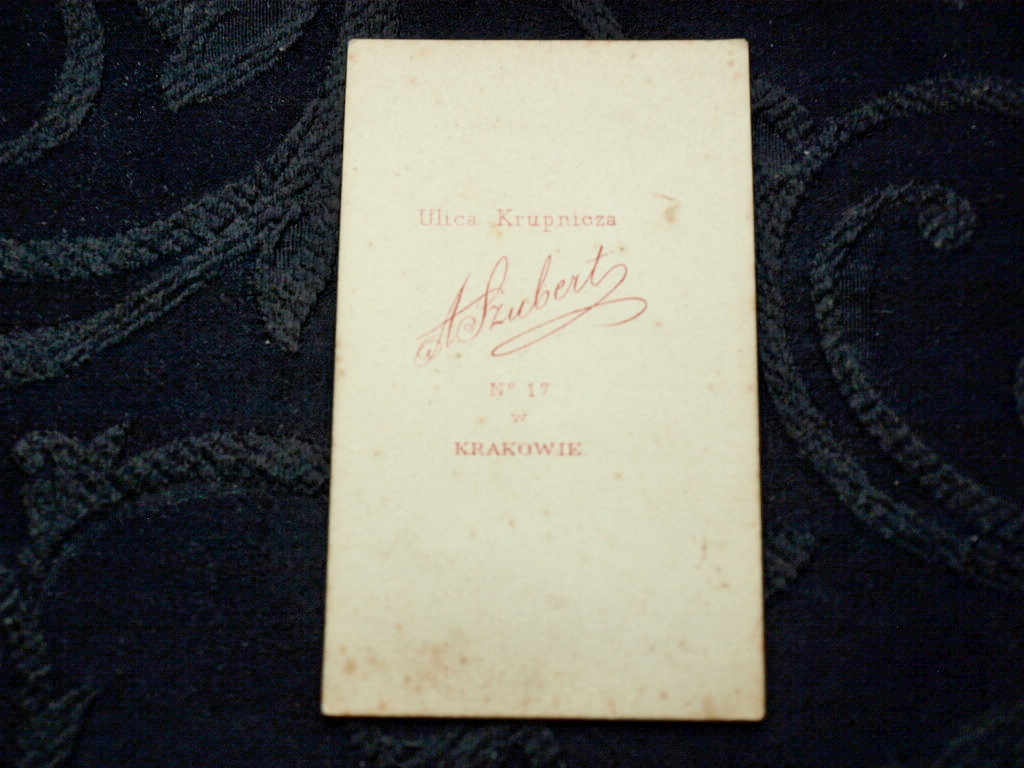 Ulica Krupnicza
A Szubert
Nº 17
w
KRAKOWIE.